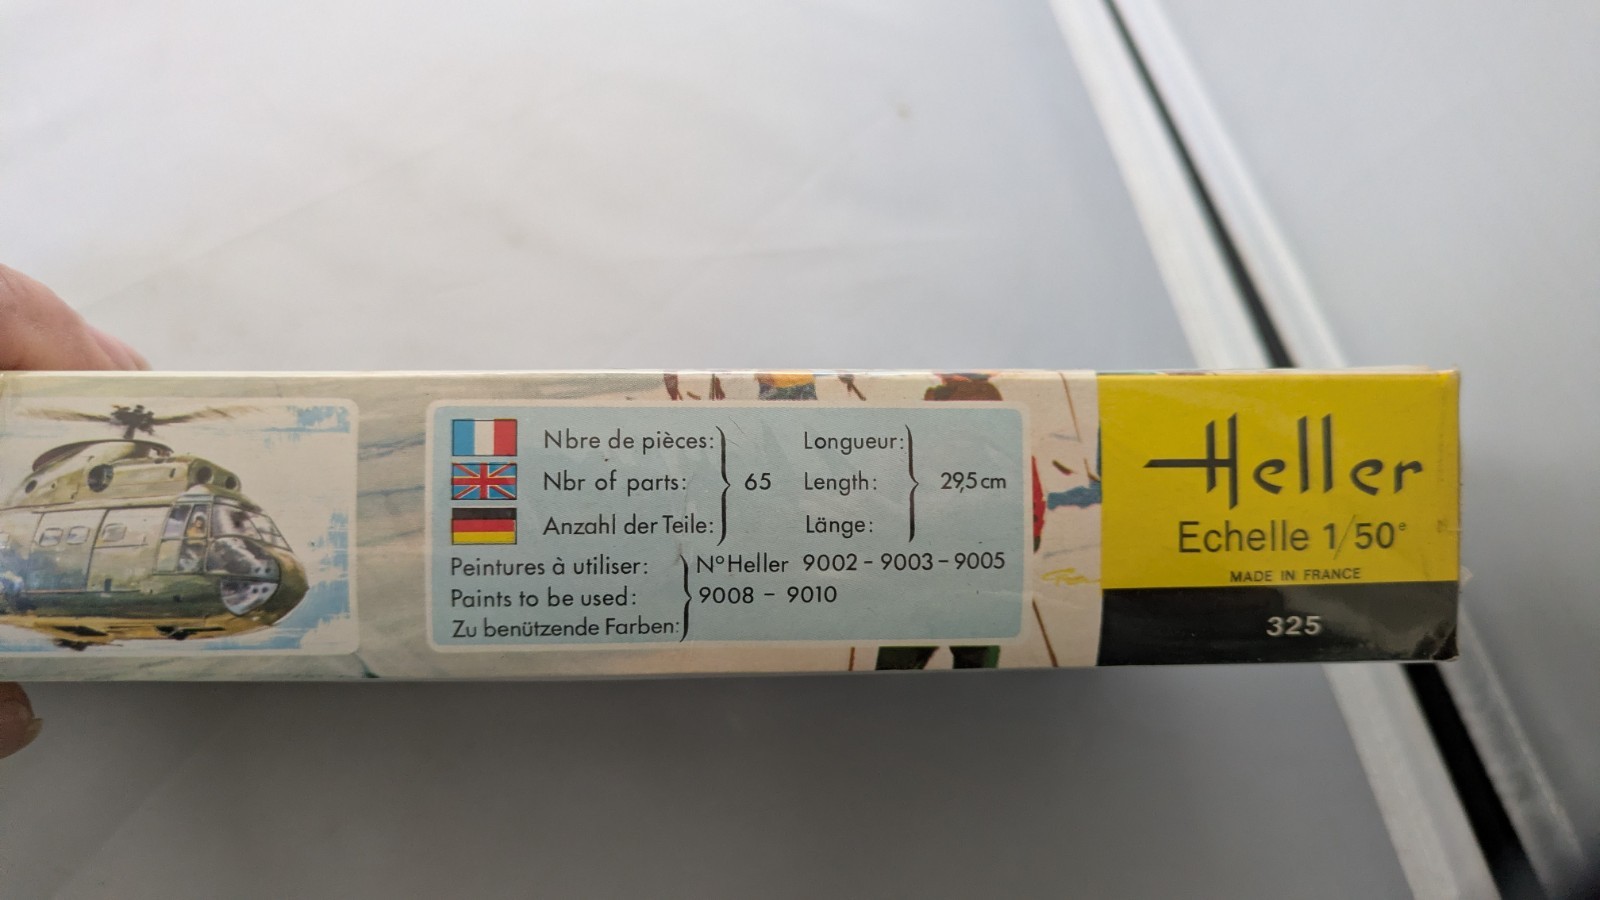 Nbre de pièces:
Nbr of parts:
Anzahl der Teile:
65
Longueur:
Length:
Länge:
29,5 cm
Peintures à utiliser:
Paints to be used:
Zu benützende Farben:
N° Heller 9002 - 9003 - 9005
9008 - 9010
Heller
Echelle 1/50e
MADE IN FRANCE
325